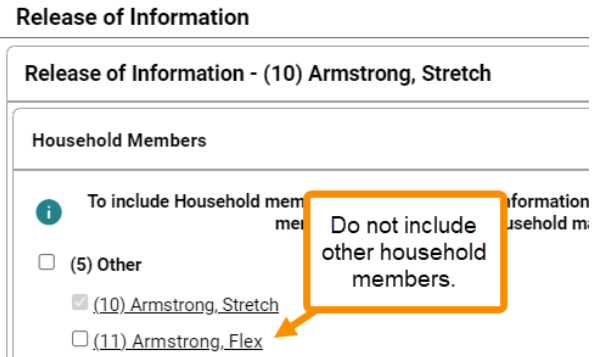 Release of Information
Release of Information - (10) Armstrong, Stretch
Household Members
To include Household mem
formation
usehold
Do not include
other household
members.
(5) Other
(10) Armstrong, Stretch
(11) Armstrong, Flex